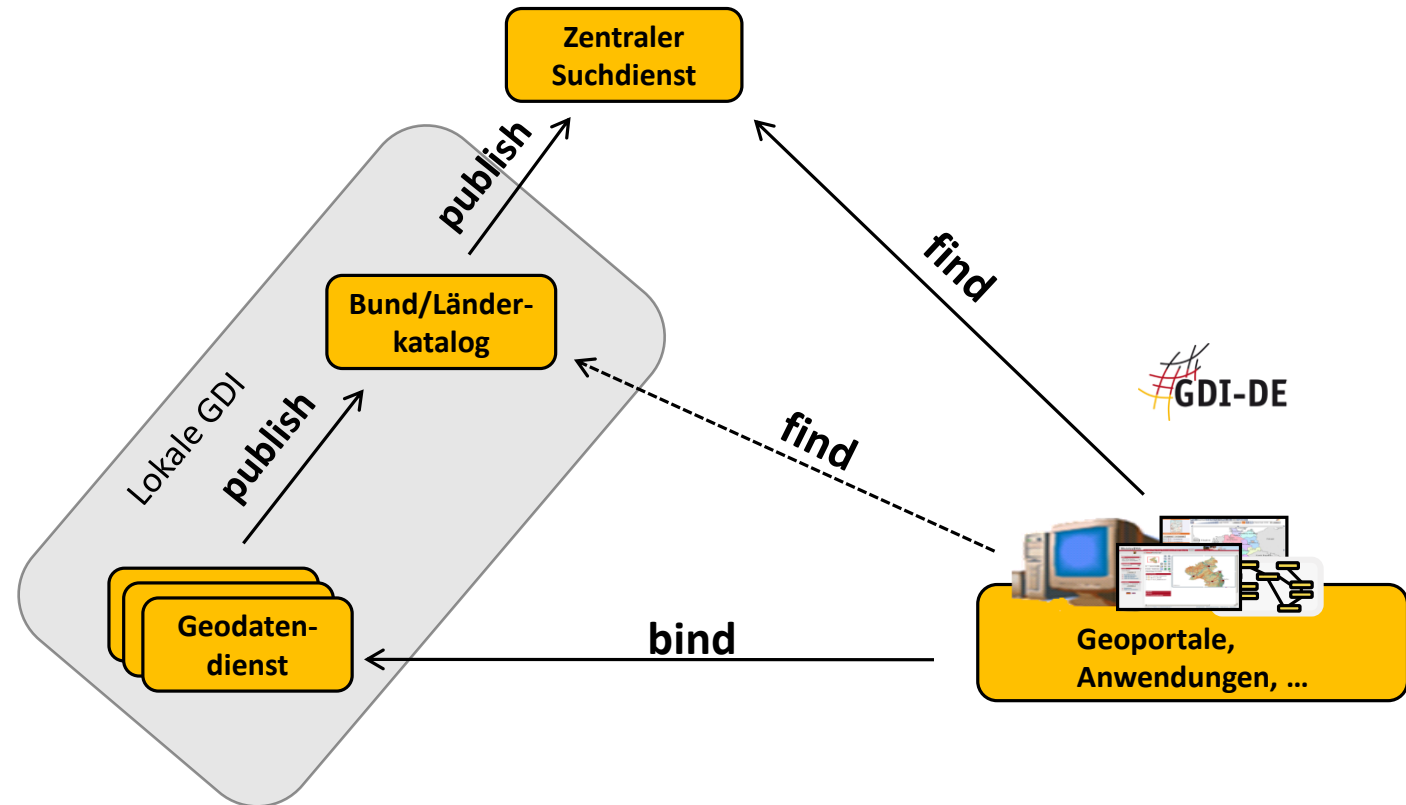 Zentraler
Suchdienst
publish
find
Bund/Länder-
katalog
GDI-DE
Lokale GDI
publish
find
Geodaten-
dienst
bind
Geoportale,
Anwendungen, ...